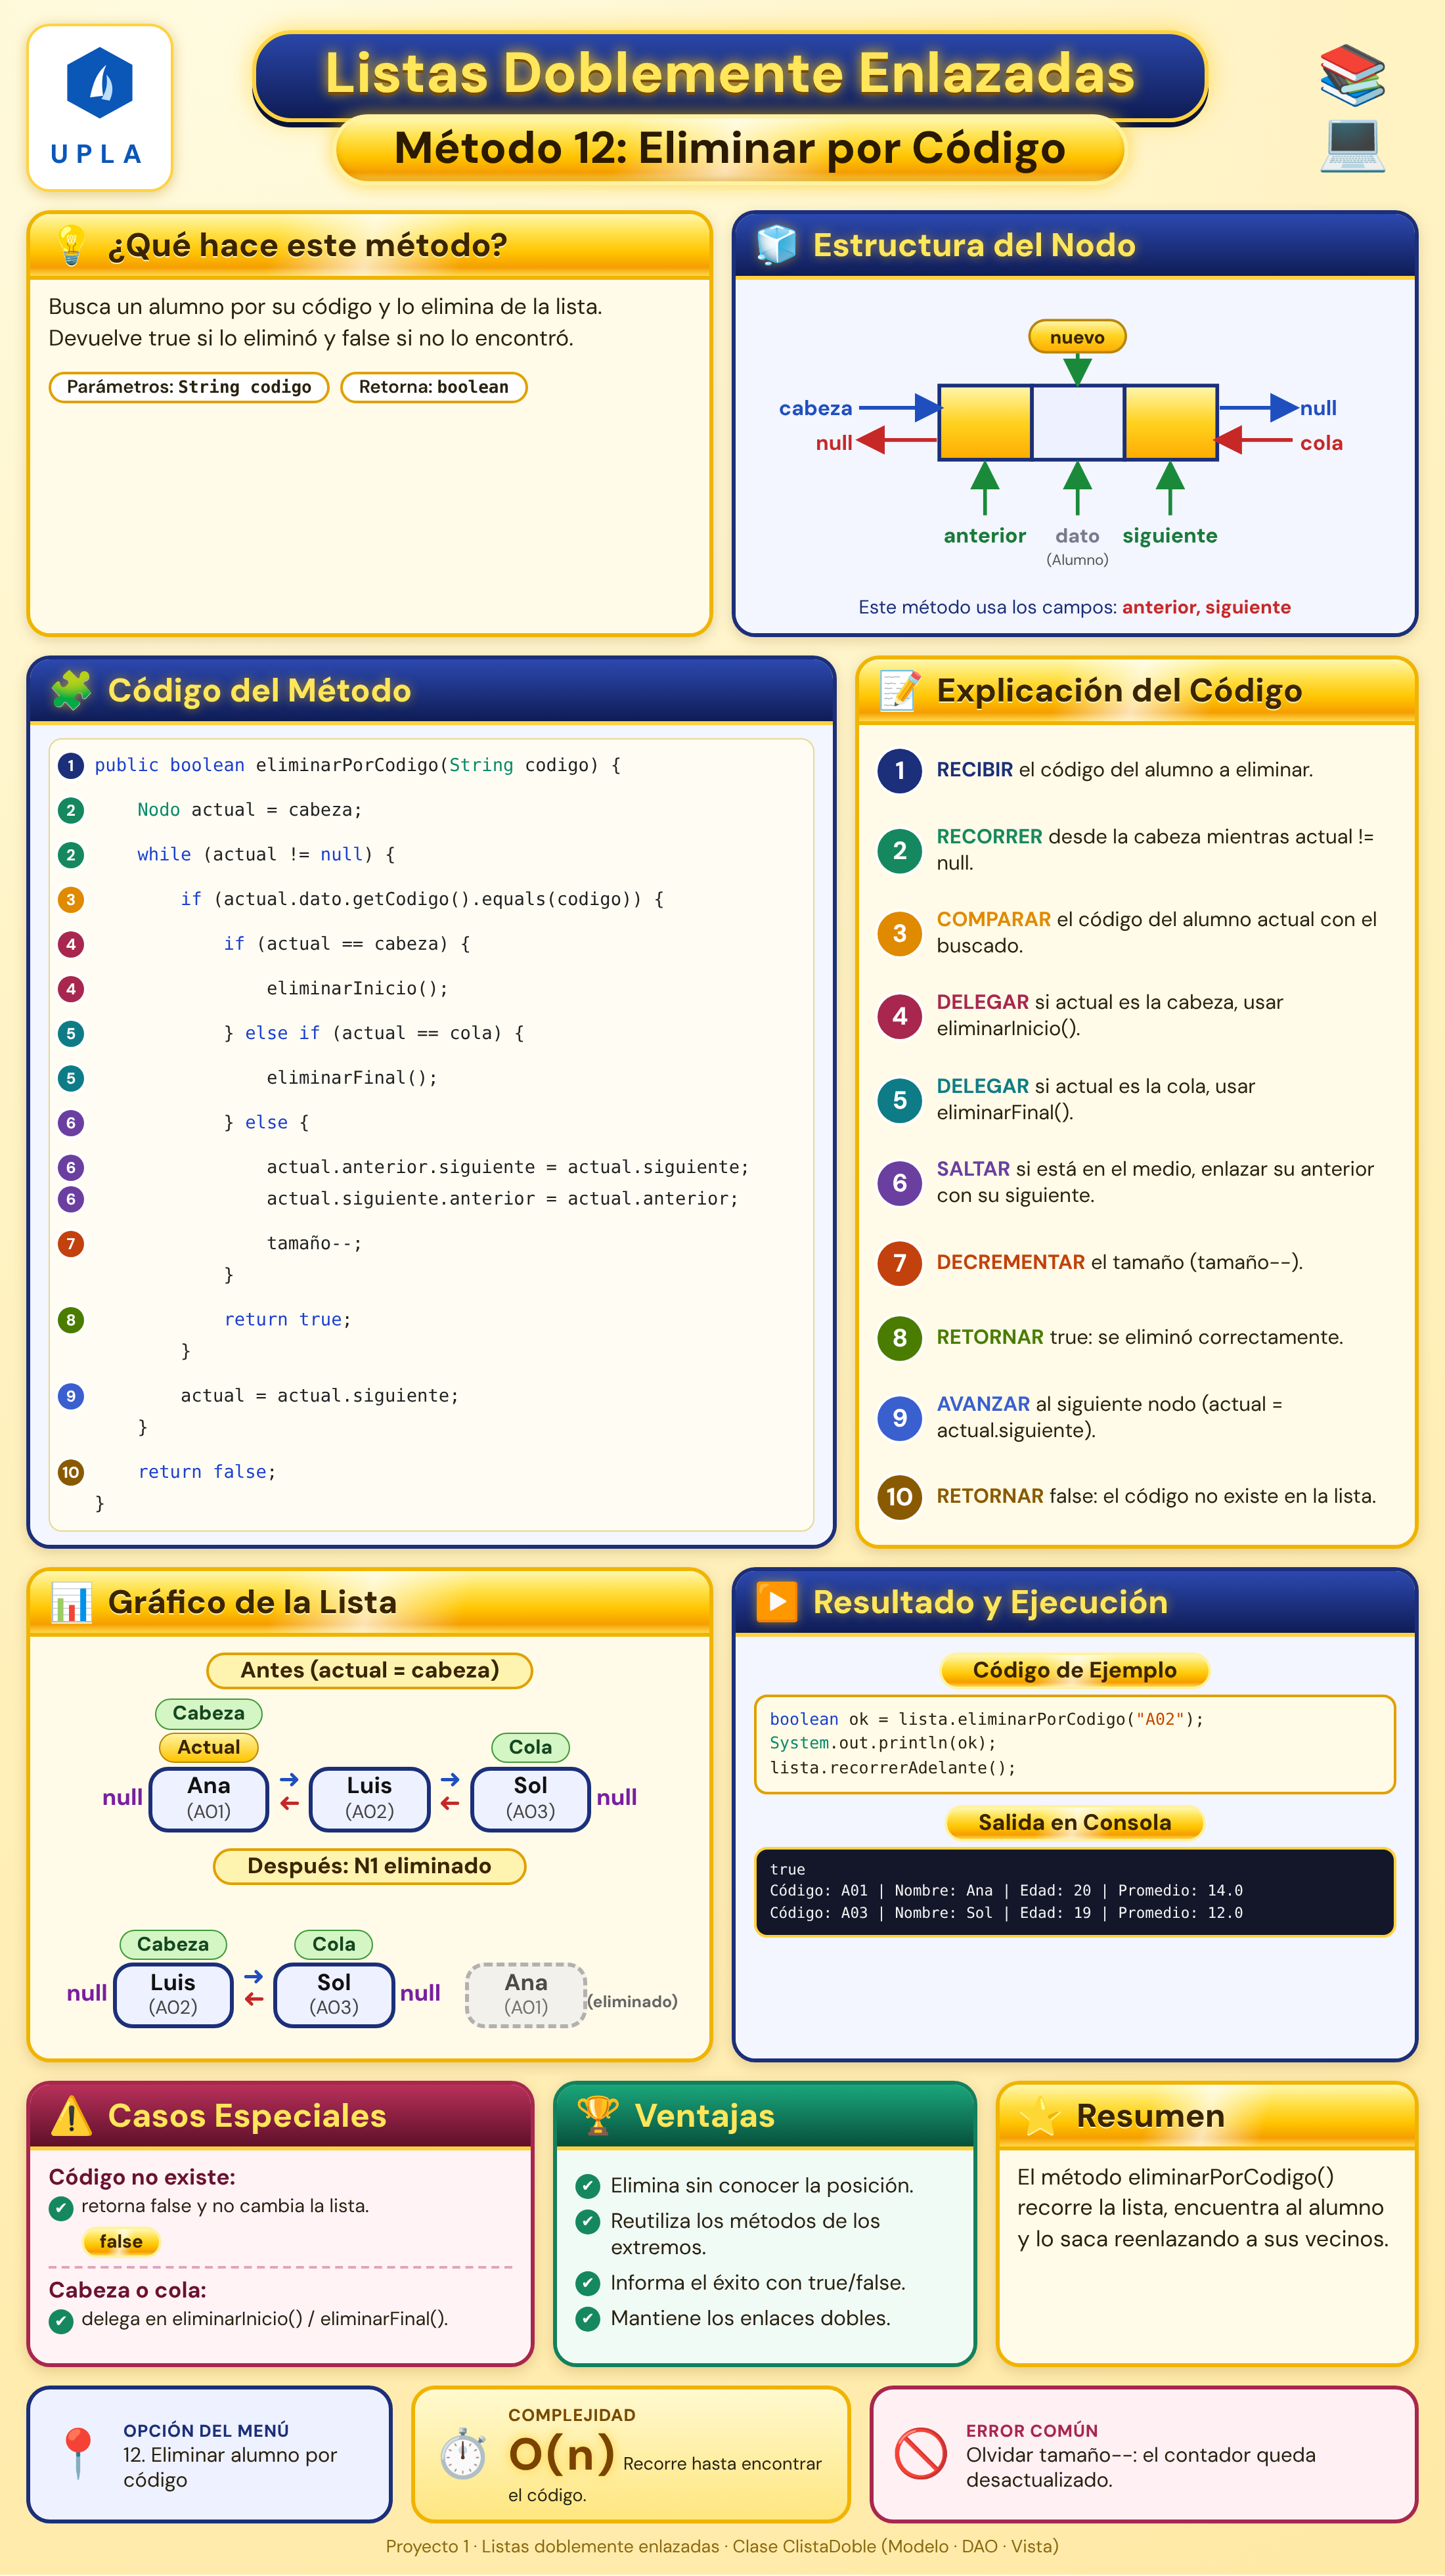 UPLA
Listas Doblemente Enlazadas
Método 12: Eliminar por Código
¿Qué hace este método?
Busca un alumno por su código y lo elimina de la lista.
Devuelve true si lo eliminó y false si no lo encontró.
Parámetros: String codigo
Retorna: boolean
Estructura del Nodo
nuevo
cabeza
null
null
cola
anterior
dato
siguiente
(Alumno)
Este método usa los campos: anterior, siguiente
Código del Método
1 public boolean eliminarPorCodigo(String codigo) {
2 Nodo actual = cabeza;
2 while (actual != null) {
3 if (actual.dato.getCodigo().equals(codigo)) {
4 if (actual == cabeza) {
4 eliminarInicio();
5 } else if (actual == cola) {
5 eliminarFinal();
6 } else {
6 actual.anterior.siguiente = actual.siguiente;
6 actual.siguiente.anterior = actual.anterior;
7 tamaño--;
}
8 return true;
}
9 actual = actual.siguiente;
}
10 return false;
}
Explicación del Código
1 RECIBIR el código del alumno a eliminar.
2 RECORRER desde la cabeza mientras actual !=
null.
3 COMPARAR el código del alumno actual con el
buscado.
4 DELEGAR si actual es la cabeza, usar
eliminarInicio().
5 DELEGAR si actual es la cola, usar
eliminarFinal().
6 SALTAR si está en el medio, enlazar su anterior
con su siguiente.
7 DECREMENTAR el tamaño (tamaño--).
8 RETORNAR true: se eliminó correctamente.
9 AVANZAR al siguiente nodo (actual =
actual.siguiente).
10 RETORNAR false: el código no existe en la lista.
Gráfico de la Lista
Antes (actual = cabeza)
Cabeza
Actual
Cola
null
Ana
(A01)
Luis
(A02)
Sol
(A03)
null
Después: N1 eliminado
Cabeza
Cola
null
Luis
(A02)
Sol
(A03)
null
Ana
(A01)
(eliminado)
Resultado y Ejecución
Código de Ejemplo
boolean ok = lista.eliminarPorCodigo("A02");
System.out.println(ok);
lista.recorrerAdelante();
Salida en Consola
true
Código: A01 | Nombre: Ana | Edad: 20 | Promedio: 14.0
Código: A03 | Nombre: Sol | Edad: 19 | Promedio: 12.0
Casos Especiales
Código no existe:
retorna false y no cambia la lista.
false
Cabeza o cola:
delega en eliminarInicio() / eliminarFinal().
Ventajas
Elimina sin conocer la posición.
Reutiliza los métodos de los
extremos.
Informa el éxito con true/false.
Mantiene los enlaces dobles.
Resumen
El método eliminarPorCodigo()
recorre la lista, encuentra al alumno
y lo saca reenlazando a sus vecinos.
OPCIÓN DEL MENÚ
12. Eliminar alumno por
código
COMPLEJIDAD
O(n) Recorre hasta encontrar
el código.
ERROR COMÚN
Olvidar tamaño--: el contador queda
desactualizado.
Proyecto 1 · Listas doblemente enlazadas · Clase ClistaDoble (Modelo · DAO · Vista)